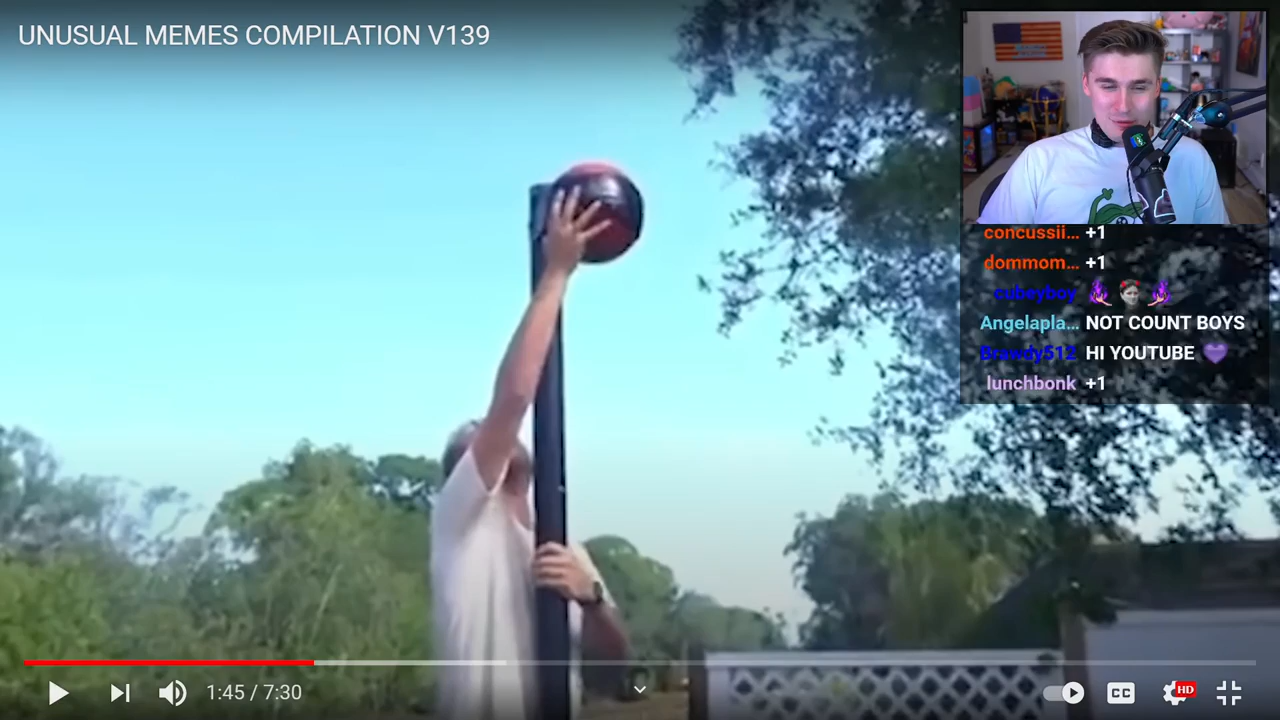 UNUSUAL MEMES COMPILATION V139
concussii... +1
dommom... +1
cubeyboy
Angelapla... NOT COUNT BOYS
Brawdy512 HI YOUTUBE
lunchbonk +1
1:45 / 7:30
CC
HD